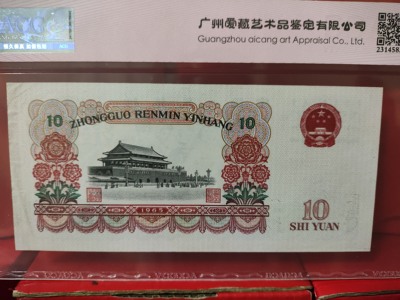 广州爱藏艺术品鉴定有限公司
Guangzhou aicang art Appraisal Co., Ltd.
10
10
ZHONGGUO RENMIN YINHANG
1965
10
SHI YUAN